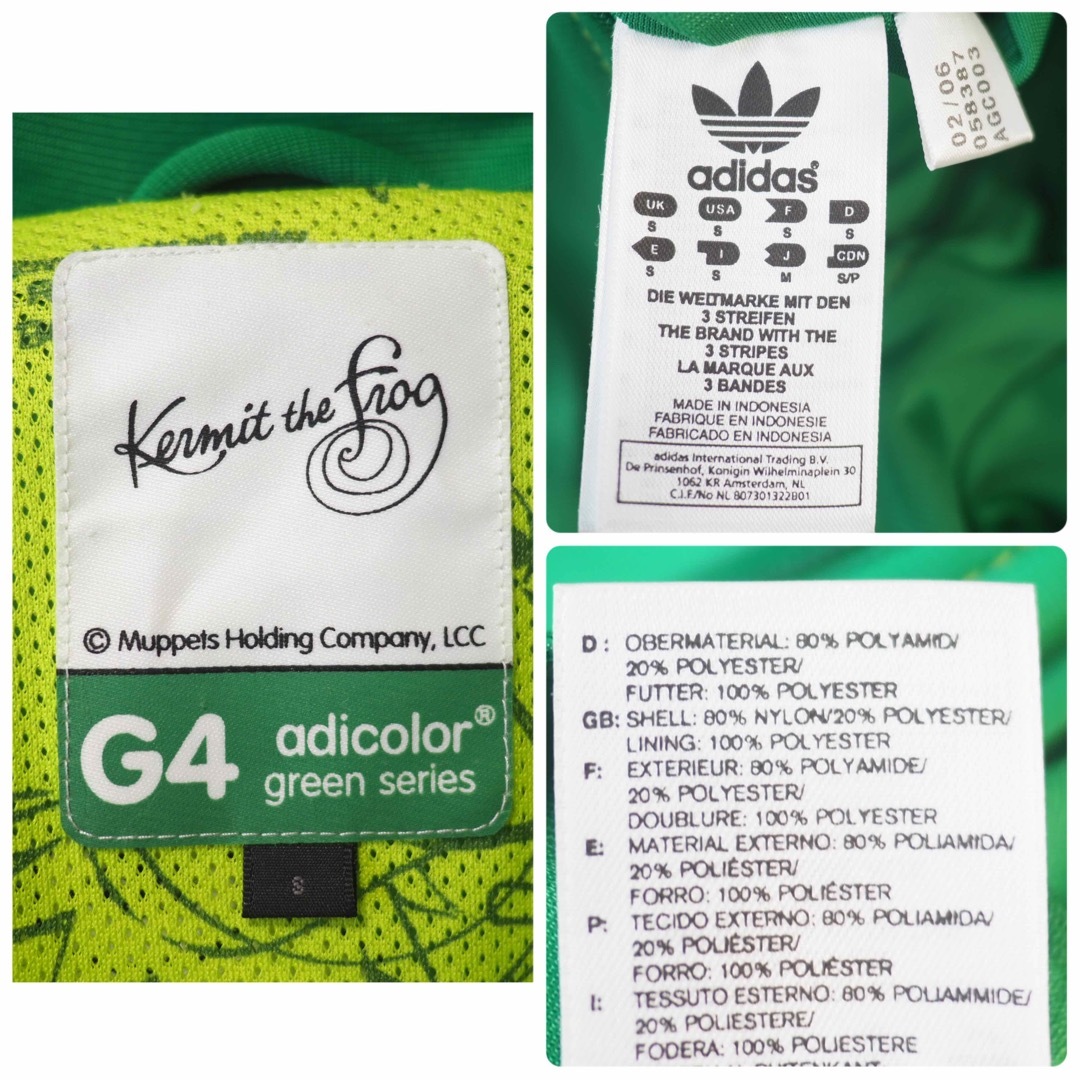 Kermit the frog
© Muppets Holding Company, LCC
G4 adicolor®
green series
S
adidas®
UK USA F D
S S S S
E I J CDN
S S M S/P
DIE WELTMARKE MIT DEN
3 STREIFEN
THE BRAND WITH THE
3 STRIPES
LA MARQUE AUX
3 BANDES
MADE IN INDONESIA
FABRIQUE EN INDONESIE
FABRICADO EN INDONESIA
adidas International Trading B.V.
De Prinsenhof, Konigin Wilhelminaplein 30
1062 KR Amsterdam, NL
C.I.F./No NL 807301322B01
02/06
058387
AGC003
D: OBERMATERIAL: 80% POLYAMID/
20% POLYESTER/
FUTTER: 100% POLYESTER
GB: SHELL: 80% NYLON/20% POLYESTER/
LINING: 100% POLYESTER
F: EXTERIEUR: 80% POLYAMIDE/
20% POLYESTER/
DOUBLURE: 100% POLYESTER
E: MATERIAL EXTERNO: 80% POLIAMIDA/
20% POLIÉSTER/
FORRO: 100% POLIÉSTER
P: TECIDO EXTERNO: 80% POLIAMIDA/
20% POLIÉSTER/
FORRO: 100% POLIÉSTER
I: TESSUTO ESTERNO: 80% POLIAMMIDE/
20% POLIESTERE/
FODERA: 100% POLIESTERE